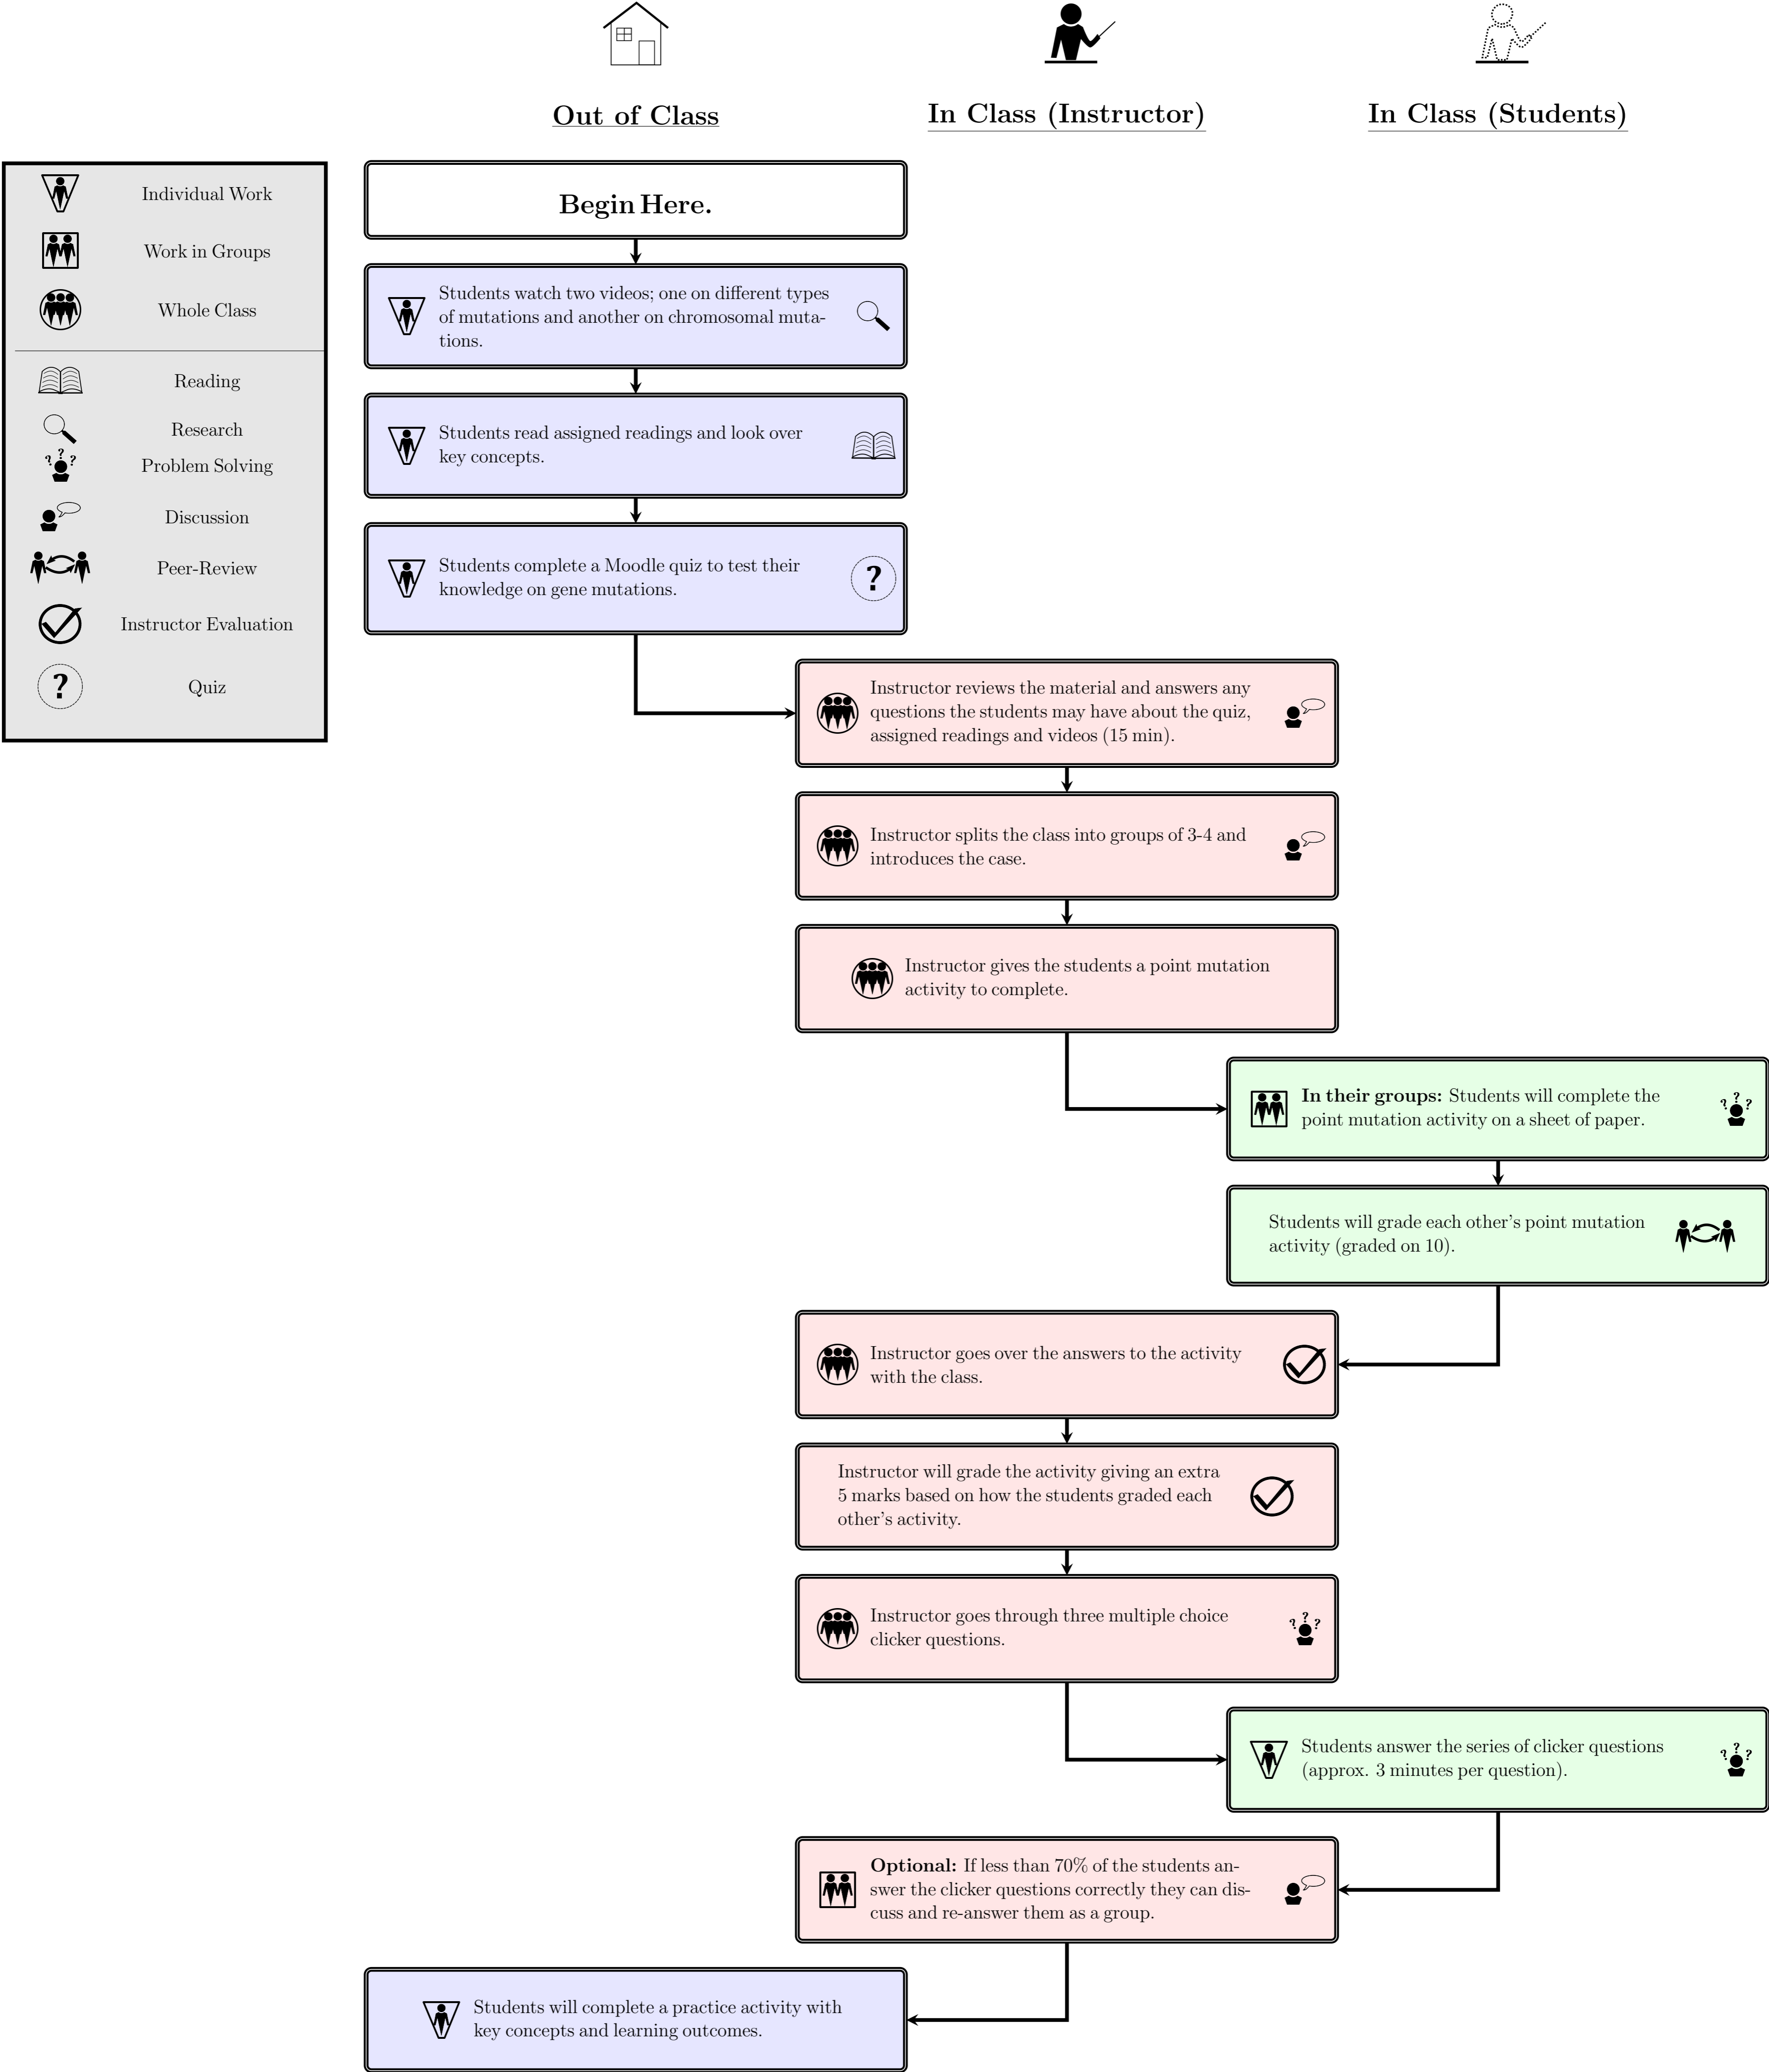 Out of Class
In Class (Instructor)
In Class (Students)
Individual Work
Work in Groups
Whole Class
Reading
Research
Problem Solving
Discussion
Peer-Review
Instructor Evaluation
?
Quiz
Begin Here.
Students watch two videos; one on different types
of mutations and another on chromosomal muta-
tions.
Students read assigned readings and look over
key concepts.
Students complete a Moodle quiz to test their
knowledge on gene mutations.
?
Instructor reviews the material and answers any
questions the students may have about the quiz,
assigned readings and videos (15 min).
Instructor splits the class into groups of 3-4 and
introduces the case.
Instructor gives the students a point mutation
activity to complete.
In their groups: Students will complete the
point mutation activity on a sheet of paper.
Students will grade each other's point mutation
activity (graded on 10).
Instructor goes over the answers to the activity
with the class.
Instructor will grade the activity giving an extra
5 marks based on how the students graded each
other's activity.
Instructor goes through three multiple choice
clicker questions.
Students answer the series of clicker questions
(approx. 3 minutes per question).
Optional: If less than 70% of the students an-
swer the clicker questions correctly they can dis-
cuss and re-answer them as a group.
Students will complete a practice activity with
key concepts and learning outcomes.